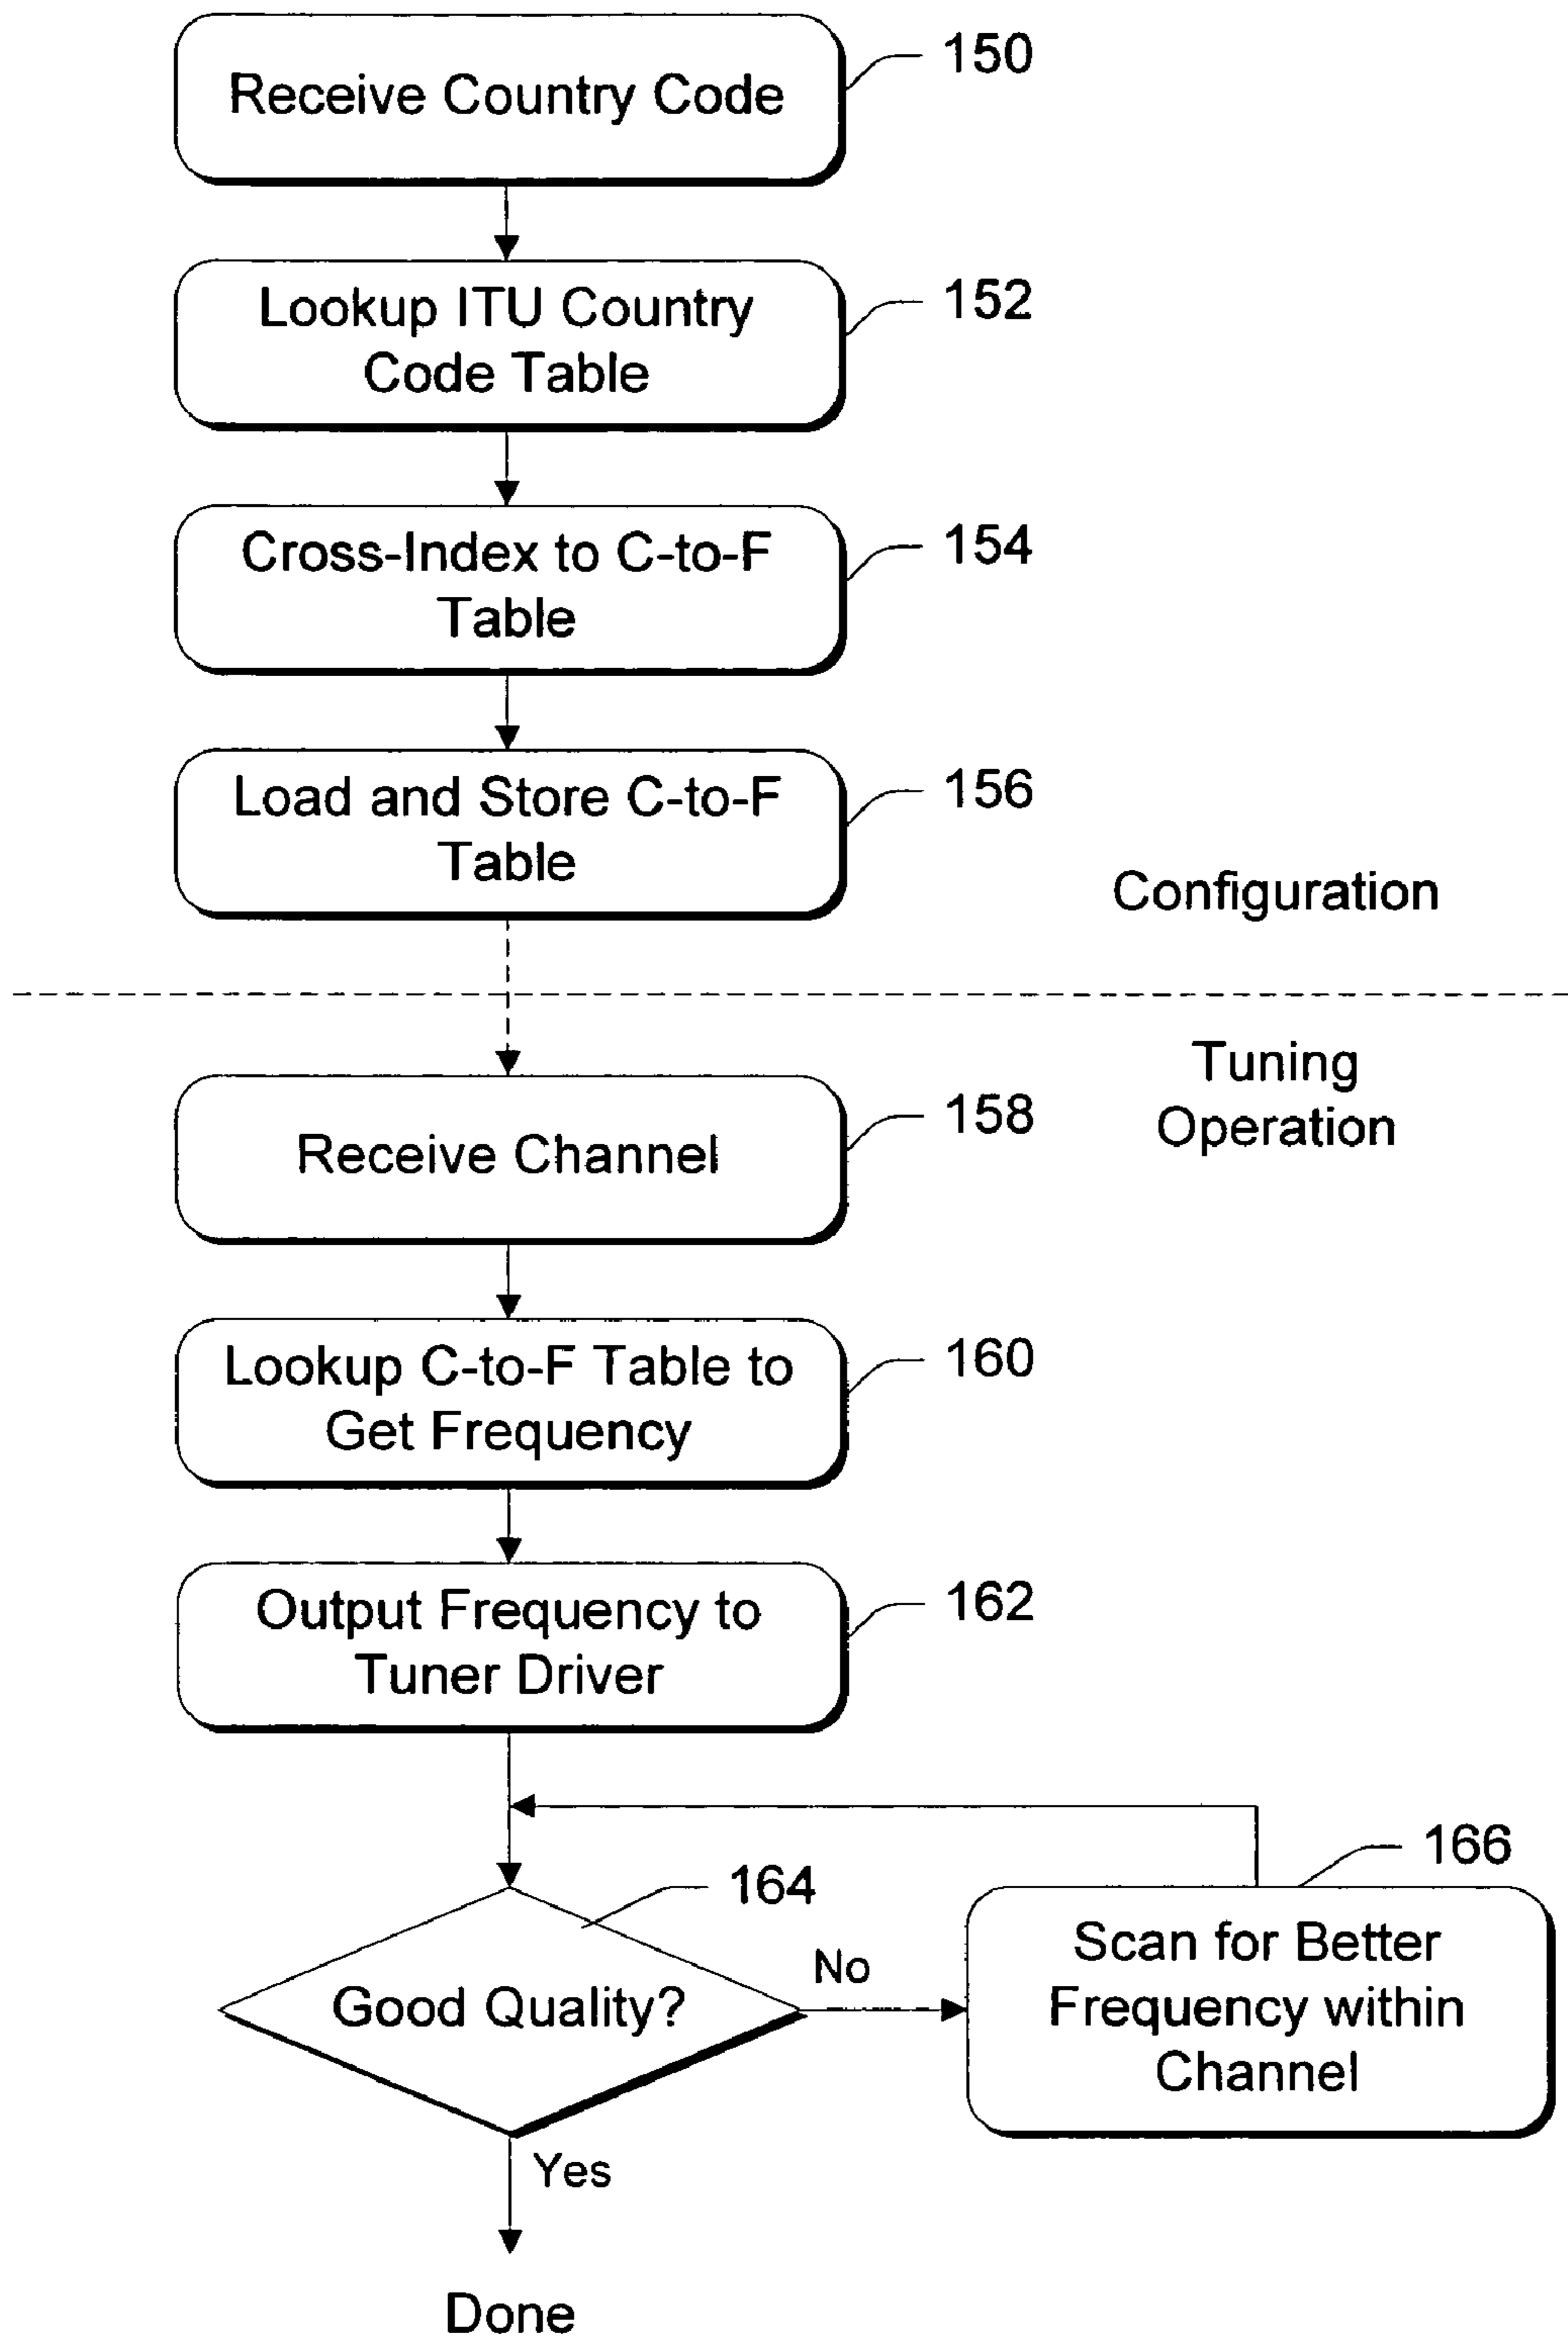 Receive Country Code
150
Lookup ITU Country
Code Table
152
Cross-Index to C-to-F
Table
154
Load and Store C-to-F
Table
156
Configuration
Tuning
Operation
Receive Channel
158
Lookup C-to-F Table to
Get Frequency
160
Output Frequency to
Tuner Driver
162
164
Good Quality?
No
166
Scan for Better
Frequency within
Channel
Yes
Done